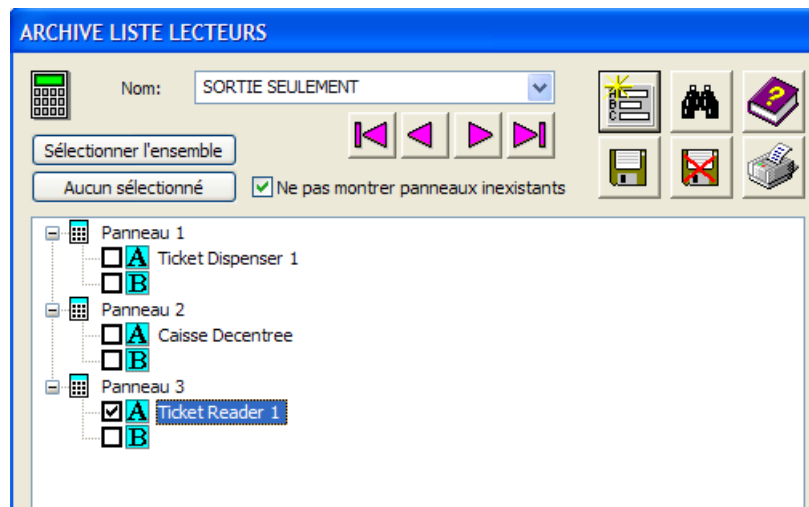 ARCHIVE LISTE LECTEURS
Nom: SORTIE SEULEMENT
Sélectionner l'ensemble
Aucun sélectionné
Ne pas montrer panneaux inexistants
Panneau 1
A Ticket Dispenser 1
B
Panneau 2
A Caisse Decentree
B
Panneau 3
A Ticket Reader 1
B